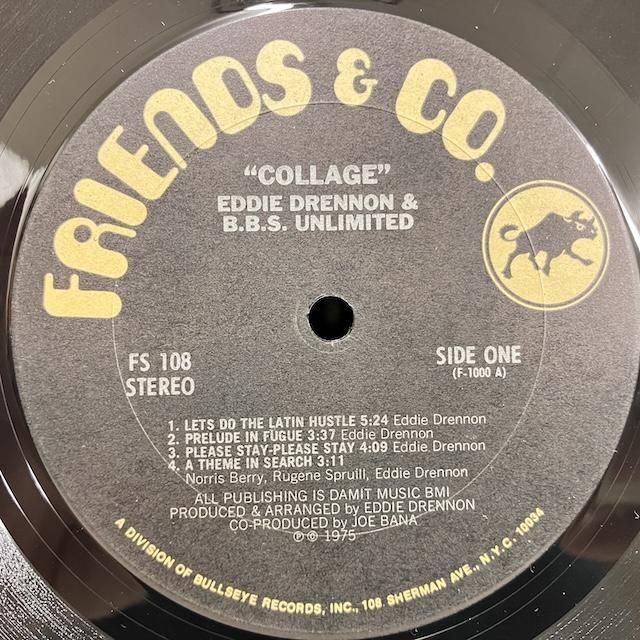 FRIENDS & CO.
“COLLAGE”
EDDIE DRENNON &
B.B.S. UNLIMITED
FS 108
STEREO
SIDE ONE
(F-1000 A)
1. LETS DO THE LATIN HUSTLE 5:24 Eddie Drennon
2. PRELUDE IN FUGUE 3:37 Eddie Drennon
3. PLEASE STAY-PLEASE STAY 4:09 Eddie Drennon
4. A THEME IN SEARCH 3:11
Norris Berry, Rugene Spruill, Eddie Drennon
ALL PUBLISHING IS DAMIT MUSIC BMI
PRODUCED & ARRANGED by EDDIE DRENNON
CO-PRODUCED by JOE BANA
℗ © 1975
A DIVISION OF BULLSEYE RECORDS, INC., 108 SHERMAN AVE., N.Y.C. 10034